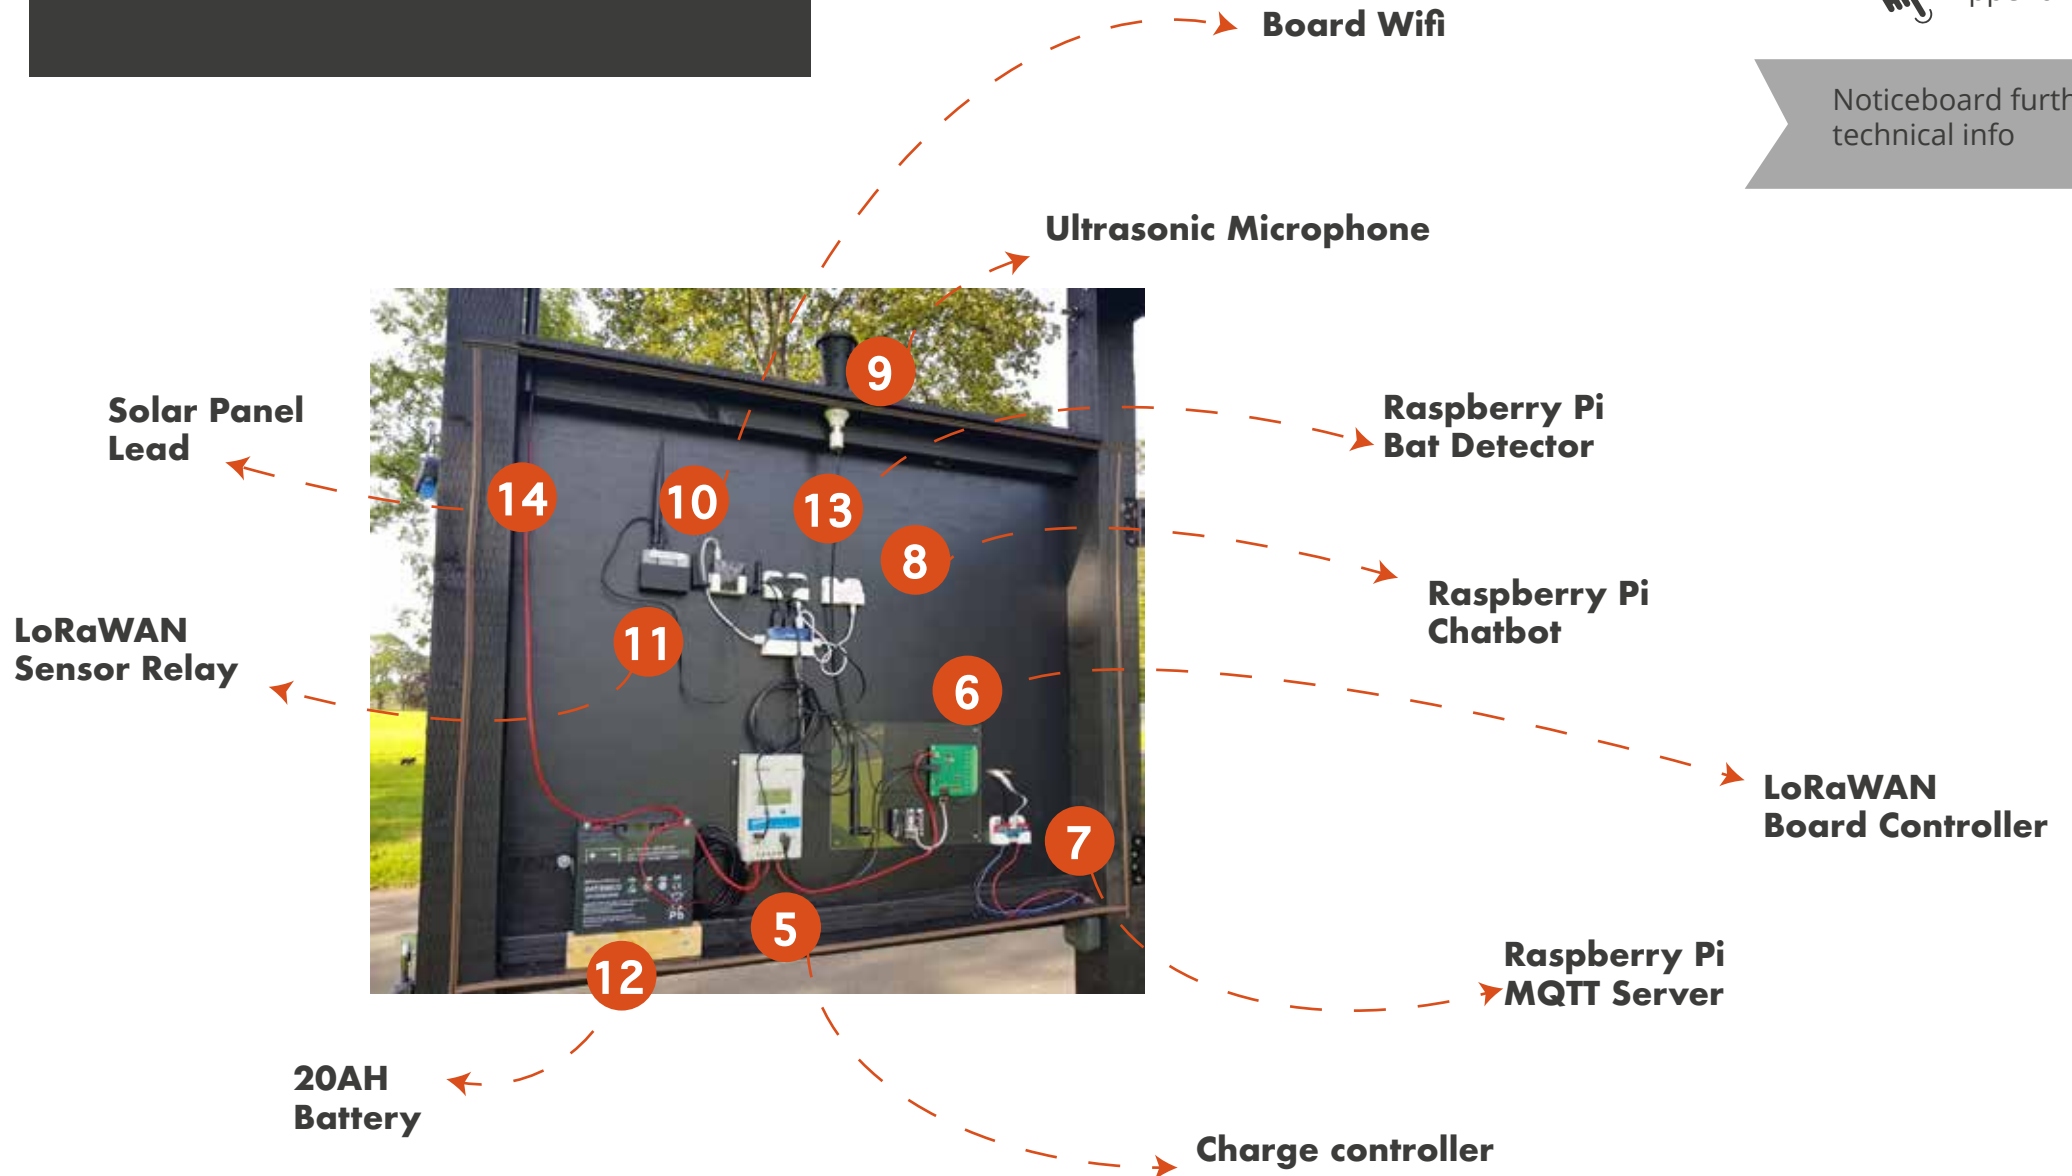 Board Wifi
Noticeboard
technical info
Ultrasonic Microphone
Solar Panel
Lead
Raspberry Pi
Bat Detector
9
14
10
13
8
Raspberry Pi
Chatbot
LoRaWAN
Sensor Relay
11
6
LoRaWAN
Board Controller
7
5
12
Pb
Raspberry Pi
MQTT Server
20AH
Battery
Charge controller